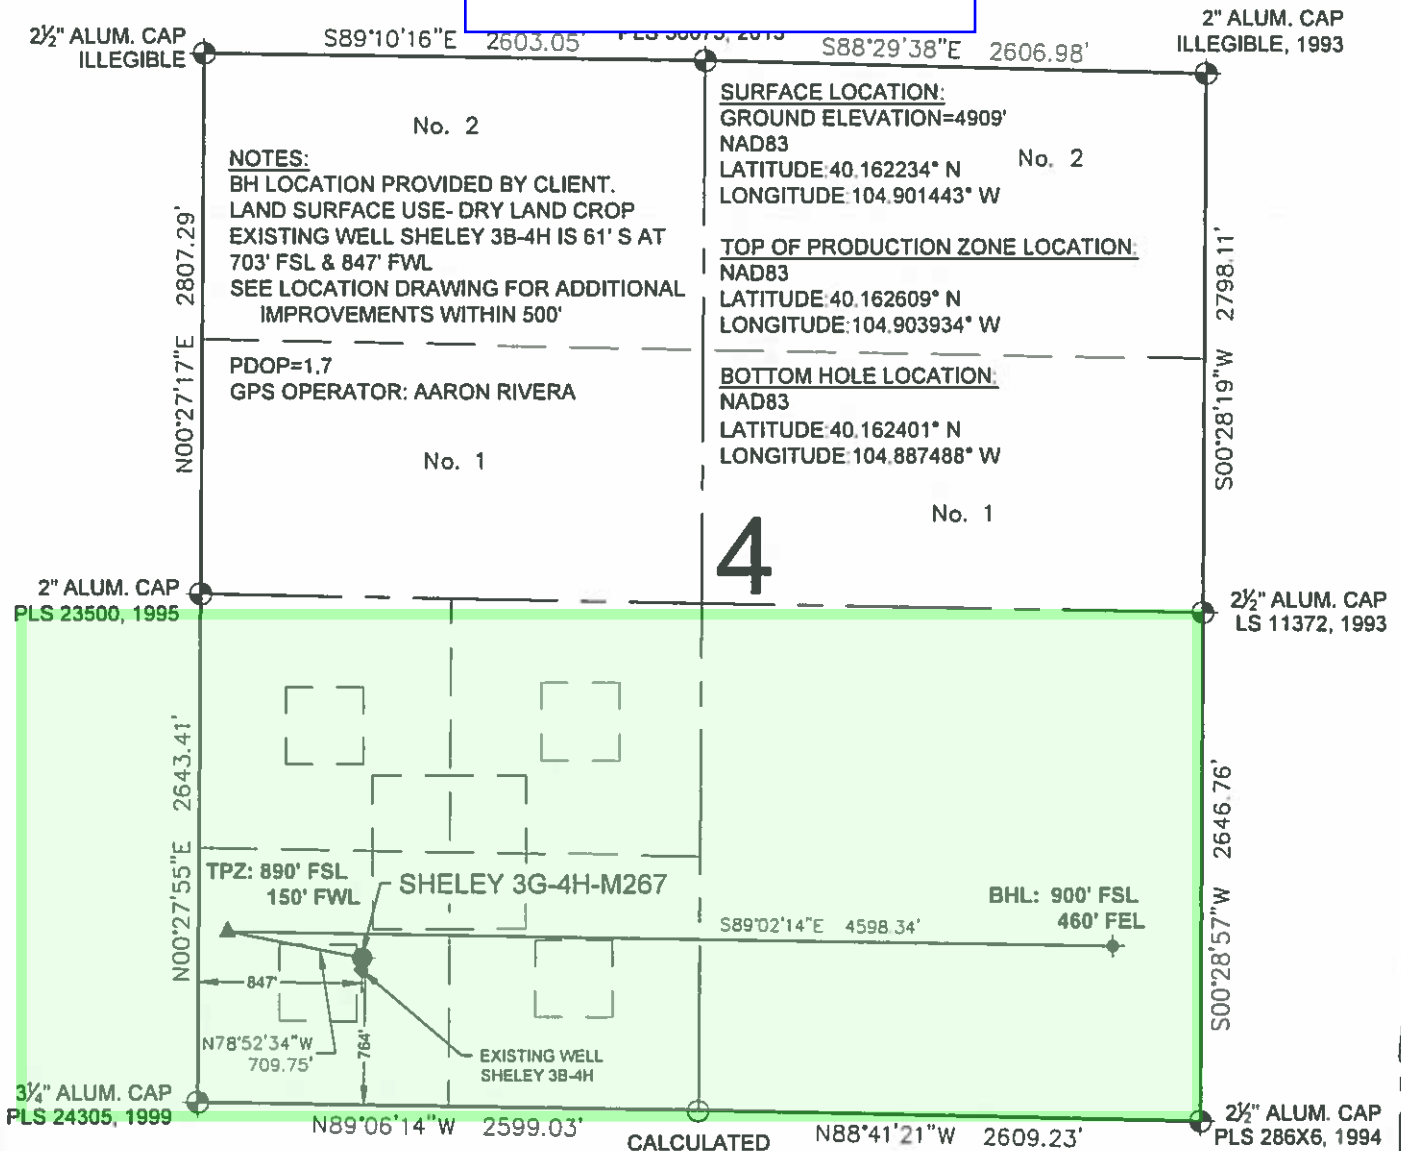 2½" ALUM. CAP
ILLEGIBLE
S89°10'16"E 2603.05'
S88°29'38"E 2606.98'
2" ALUM. CAP
ILLEGIBLE, 1993
No. 2
NOTES:
BH LOCATION PROVIDED BY CLIENT.
LAND SURFACE USE- DRY LAND CROP
EXISTING WELL SHELEY 3B-4H IS 61' S AT
703' FSL & 847' FWL
SEE LOCATION DRAWING FOR ADDITIONAL
IMPROVEMENTS WITHIN 500'
PDOP=1.7
GPS OPERATOR: AARON RIVERA
No. 1
SURFACE LOCATION:
GROUND ELEVATION=4909'
NAD83
LATITUDE:40.162234° N
LONGITUDE:104.901443° W
No. 2
TOP OF PRODUCTION ZONE LOCATION:
NAD83
LATITUDE:40.162609° N
LONGITUDE:104.903934° W
BOTTOM HOLE LOCATION:
NAD83
LATITUDE:40.162401° N
LONGITUDE:104.887488° W
No. 1
N00°27'17"E 2807.29'
S00°28'19"W 2798.11'
4
2" ALUM. CAP
PLS 23500, 1995
2½" ALUM. CAP
LS 11372, 1993
N00°27'55"E 2643.41'
S00°28'57"W 2646.76'
TPZ: 890' FSL
150' FWL
SHELEY 3G-4H-M267
BHL: 900' FSL
460' FEL
S89°02'14"E 4598.34'
847'
764'
N78°52'34"W
709.75'
EXISTING WELL
SHELEY 3B-4H
3¼" ALUM. CAP
PLS 24305, 1999
N89°06'14"W 2599.03'
CALCULATED
N88°41'21"W 2609.23'
2½" ALUM. CAP
PLS 286X6, 1994